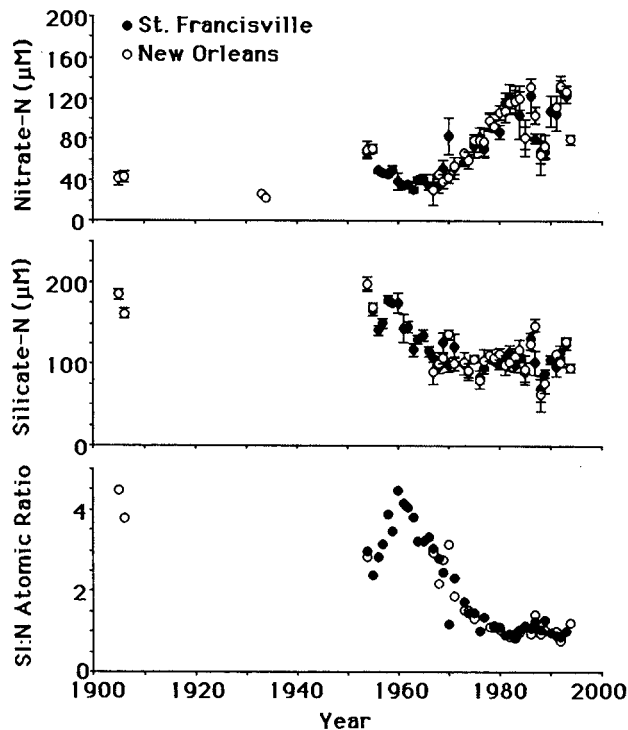 ● St. Francisville
○ New Orleans
Nitrate-N (µM)
200
160
120
80
40
0
Silicate-N (µM)
200
100
0
SI:N Atomic Ratio
4
2
0
1900 1920 1940 1960 1980 2000
Year